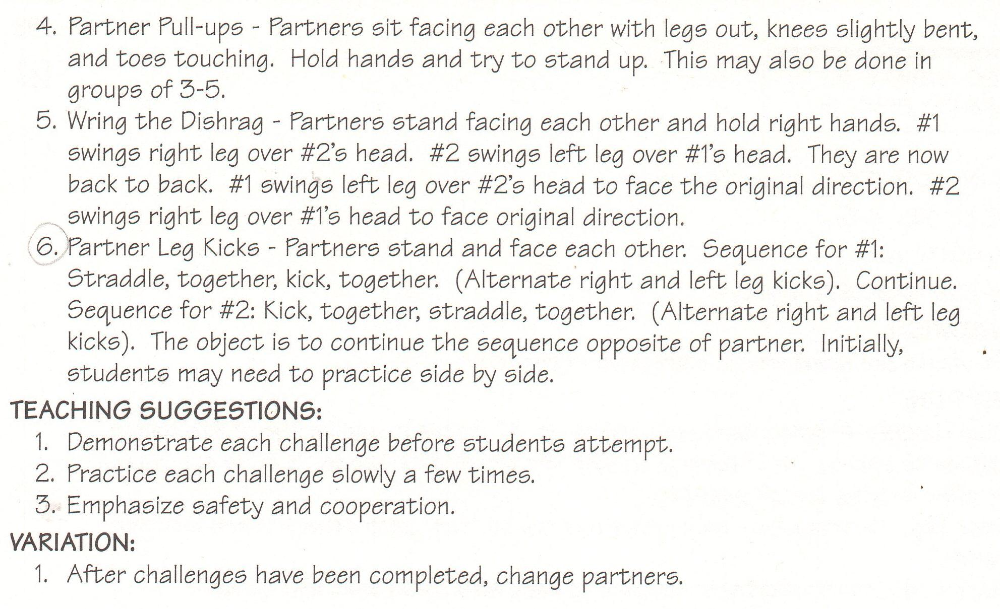 4. Partner Pull-ups - Partners sit facing each other with legs out, knees slightly bent,
and toes touching. Hold hands and try to stand up. This may also be done in
groups of 3-5.
5. Wring the Dishrag - Partners stand facing each other and hold right hands. #1
swings right leg over #2's head. #2 swings left leg over #1's head. They are now
back to back. #1 swings left leg over #2's head to face the original direction. #2
swings right leg over #1's head to face original direction.
6. Partner Leg Kicks - Partners stand and face each other. Sequence for #1:
Straddle, together, kick, together. (Alternate right and left leg kicks). Continue.
Sequence for #2: Kick, together, straddle, together. (Alternate right and left leg
kicks). The object is to continue the sequence opposite of partner. Initially,
students may need to practice side by side.
TEACHING SUGGESTIONS:
1. Demonstrate each challenge before students attempt.
2. Practice each challenge slowly a few times.
3. Emphasize safety and cooperation.
VARIATION:
1. After challenges have been completed, change partners.